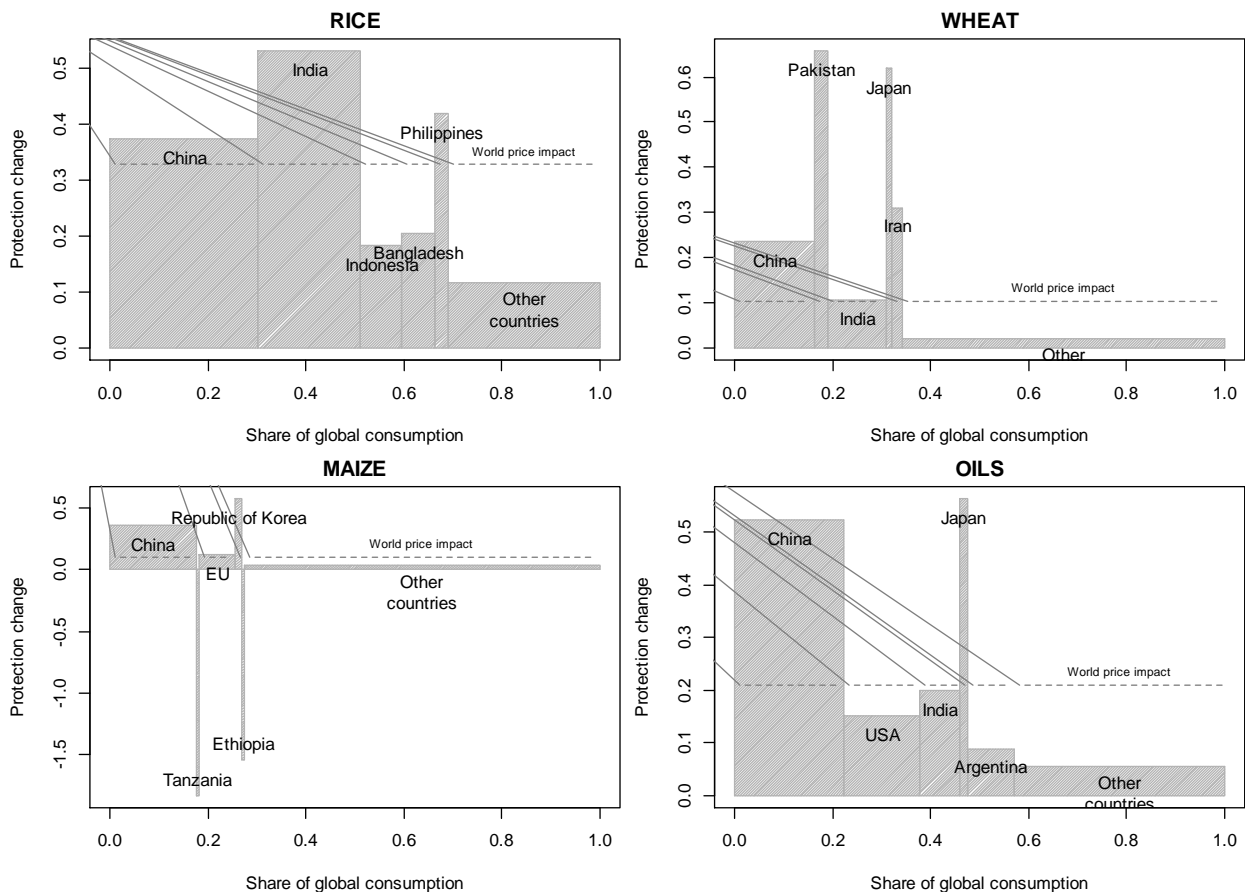 RICE
Protection change
0.5
0.4
0.3
0.2
0.1
0.0
India
Philippines
World price impact
China
Bangladesh
Indonesia
Other
countries
0.0 0.2 0.4 0.6 0.8 1.0
Share of global consumption
WHEAT
Protection change
0.6
0.5
0.4
0.3
0.2
0.1
0.0
Pakistan
Japan
Iran
China
World price impact
India
Other
0.0 0.2 0.4 0.6 0.8 1.0
Share of global consumption
MAIZE
Protection change
0.5
0.0
-0.5
-1.0
-1.5
Republic of Korea
China
World price impact
EU
Other
countries
Ethiopia
Tanzania
0.0 0.2 0.4 0.6 0.8 1.0
Share of global consumption
OILS
Protection change
0.5
0.4
0.3
0.2
0.1
0.0
Japan
China
World price impact
India
USA
Argentina
Other
countries
0.0 0.2 0.4 0.6 0.8 1.0
Share of global consumption